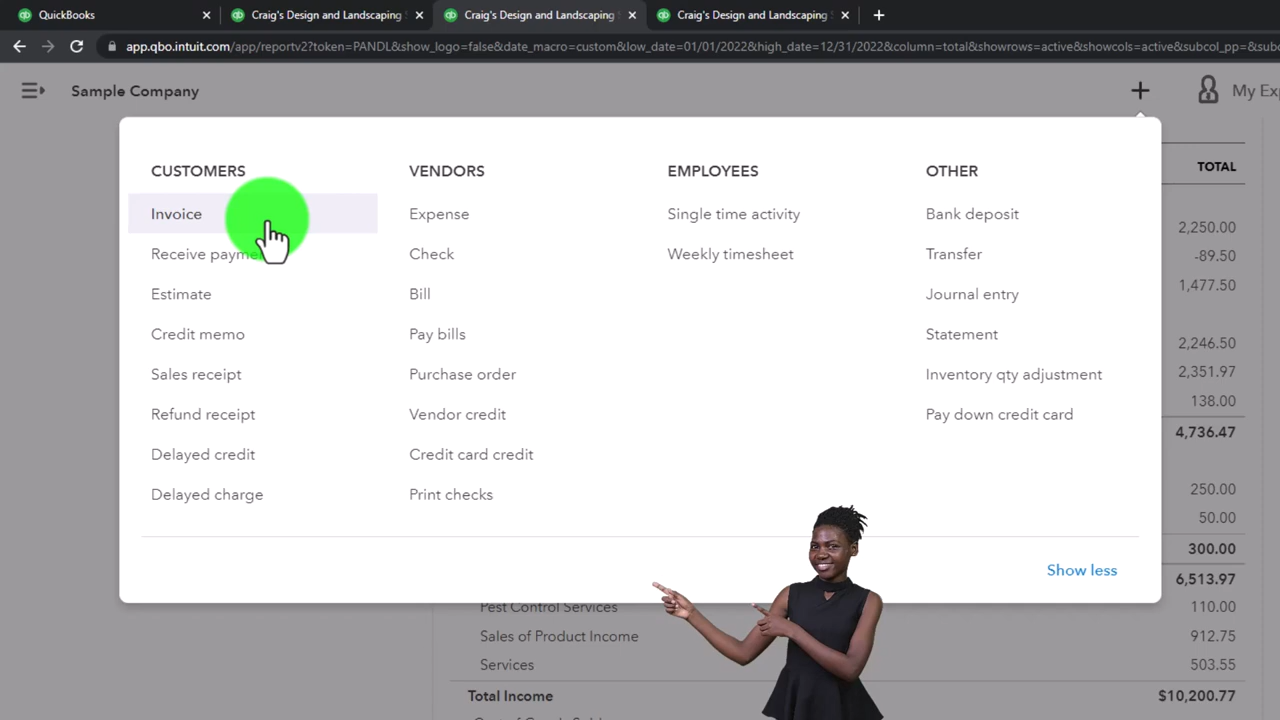 QuickBooks
Craig's Design and Landscaping
Craig's Design and Landscaping
Craig's Design and Landscaping
app.qbo.intuit.com/app/reportv2?token=PANDL&show_logo=false&date_macro=custom&low_date=01/01/2022&high_date=12/31/2022&column=total&showrows=active&showcols=active&subcol_pp=&subc
Sample Company
My Exp
CUSTOMERS
Invoice
Receive payme
Estimate
Credit memo
Sales receipt
Refund receipt
Delayed credit
Delayed charge
VENDORS
Expense
Check
Bill
Pay bills
Purchase order
Vendor credit
Credit card credit
Print checks
EMPLOYEES
Single time activity
Weekly timesheet
OTHER
Bank deposit
Transfer
Journal entry
Statement
Inventory qty adjustment
Pay down credit card
Show less
TOTAL
2,250.00
-89.50
1,477.50
2,246.50
2,351.97
138.00
4,736.47
250.00
50.00
300.00
6,513.97
Pest Control Services 110.00
Sales of Product Income 912.75
Services 503.55
Total Income $10,200.77